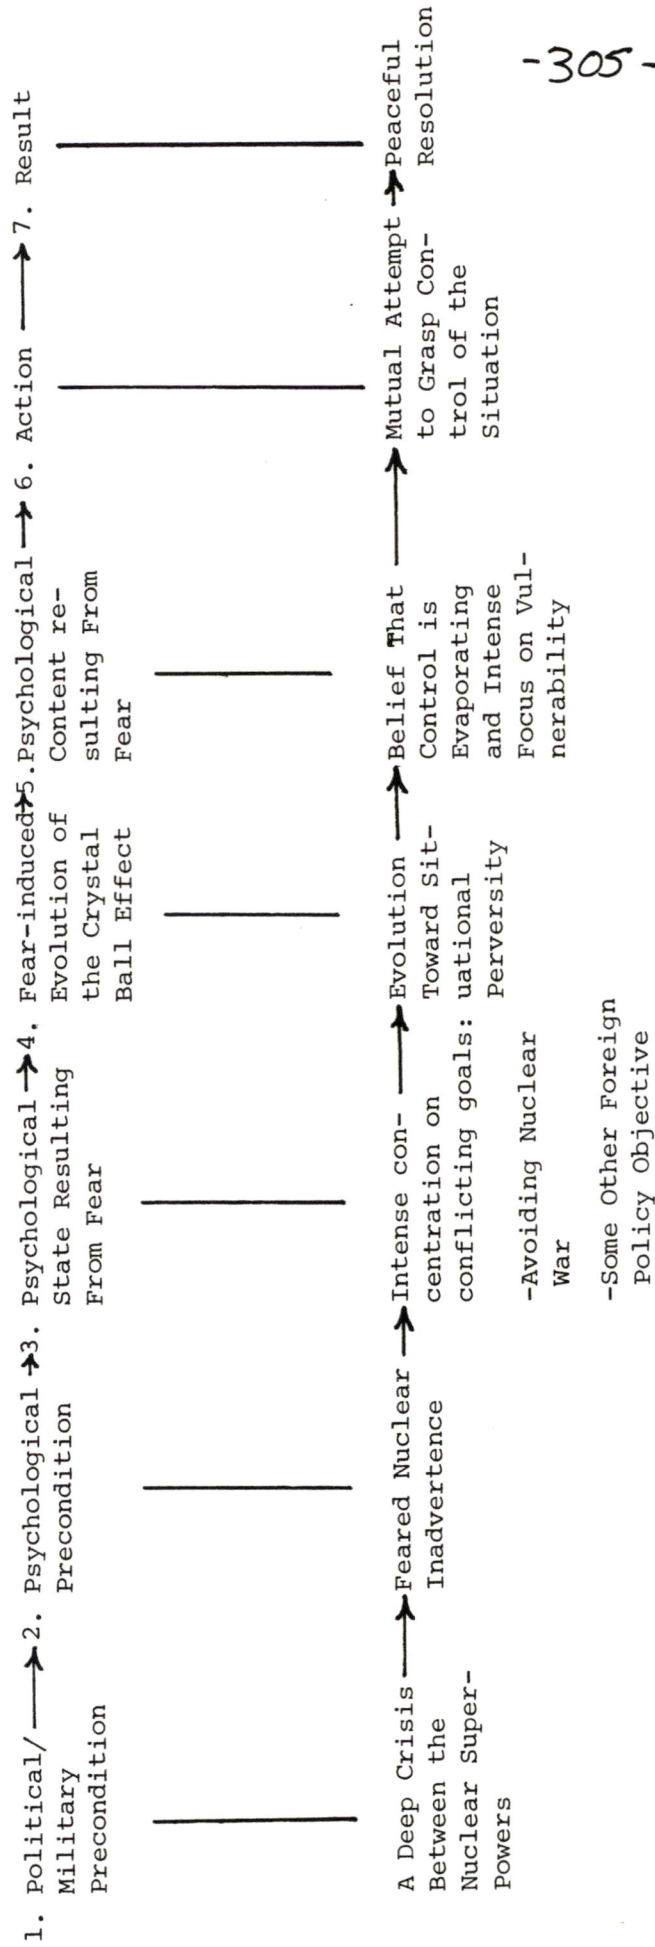 -305-
1. Political/
Military
Precondition
2. Psychological
Precondition
3. Psychological
State Resulting
From Fear
4. Fear-induced
Evolution of
the Crystal
Ball Effect
5. Psychological
Content re-
sulting From
Fear
6. Action
7. Result
A Deep Crisis
Between the
Nuclear Super-
Powers
Feared Nuclear
Inadvertence
Intense con-
centration on
conflicting goals:
-Avoiding Nuclear
War
-Some Other Foreign
Policy Objective
Evolution
Toward Sit-
uational
Perversity
Belief That
Control is
Evaporating
and Intense
Focus on Vul-
nerability
Mutual Attempt
to Grasp Con-
trol of the
Situation
Peaceful
Resolution